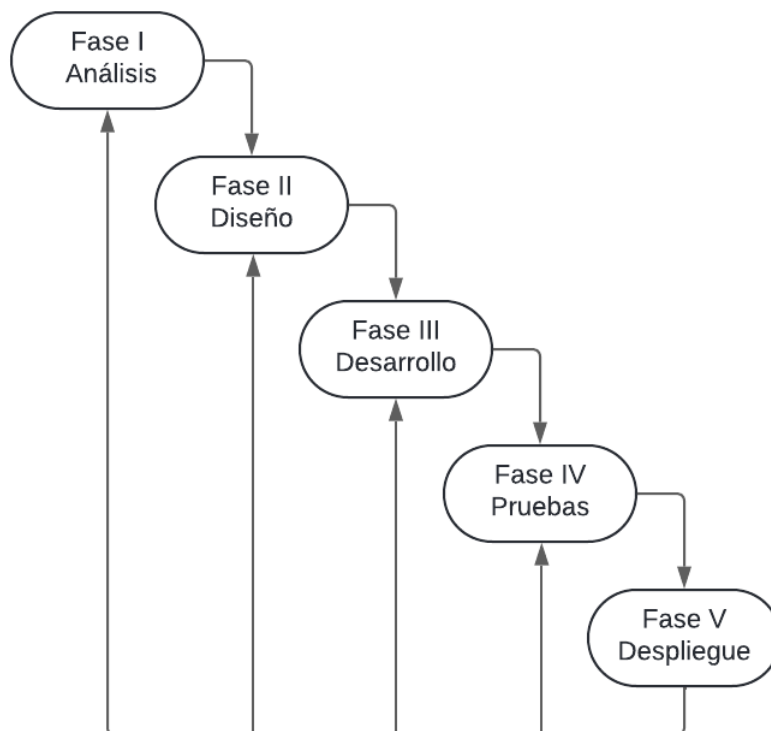 Fase I
Análisis
Fase II
Diseño
Fase III
Desarrollo
Fase IV
Pruebas
Fase V
Despliegue